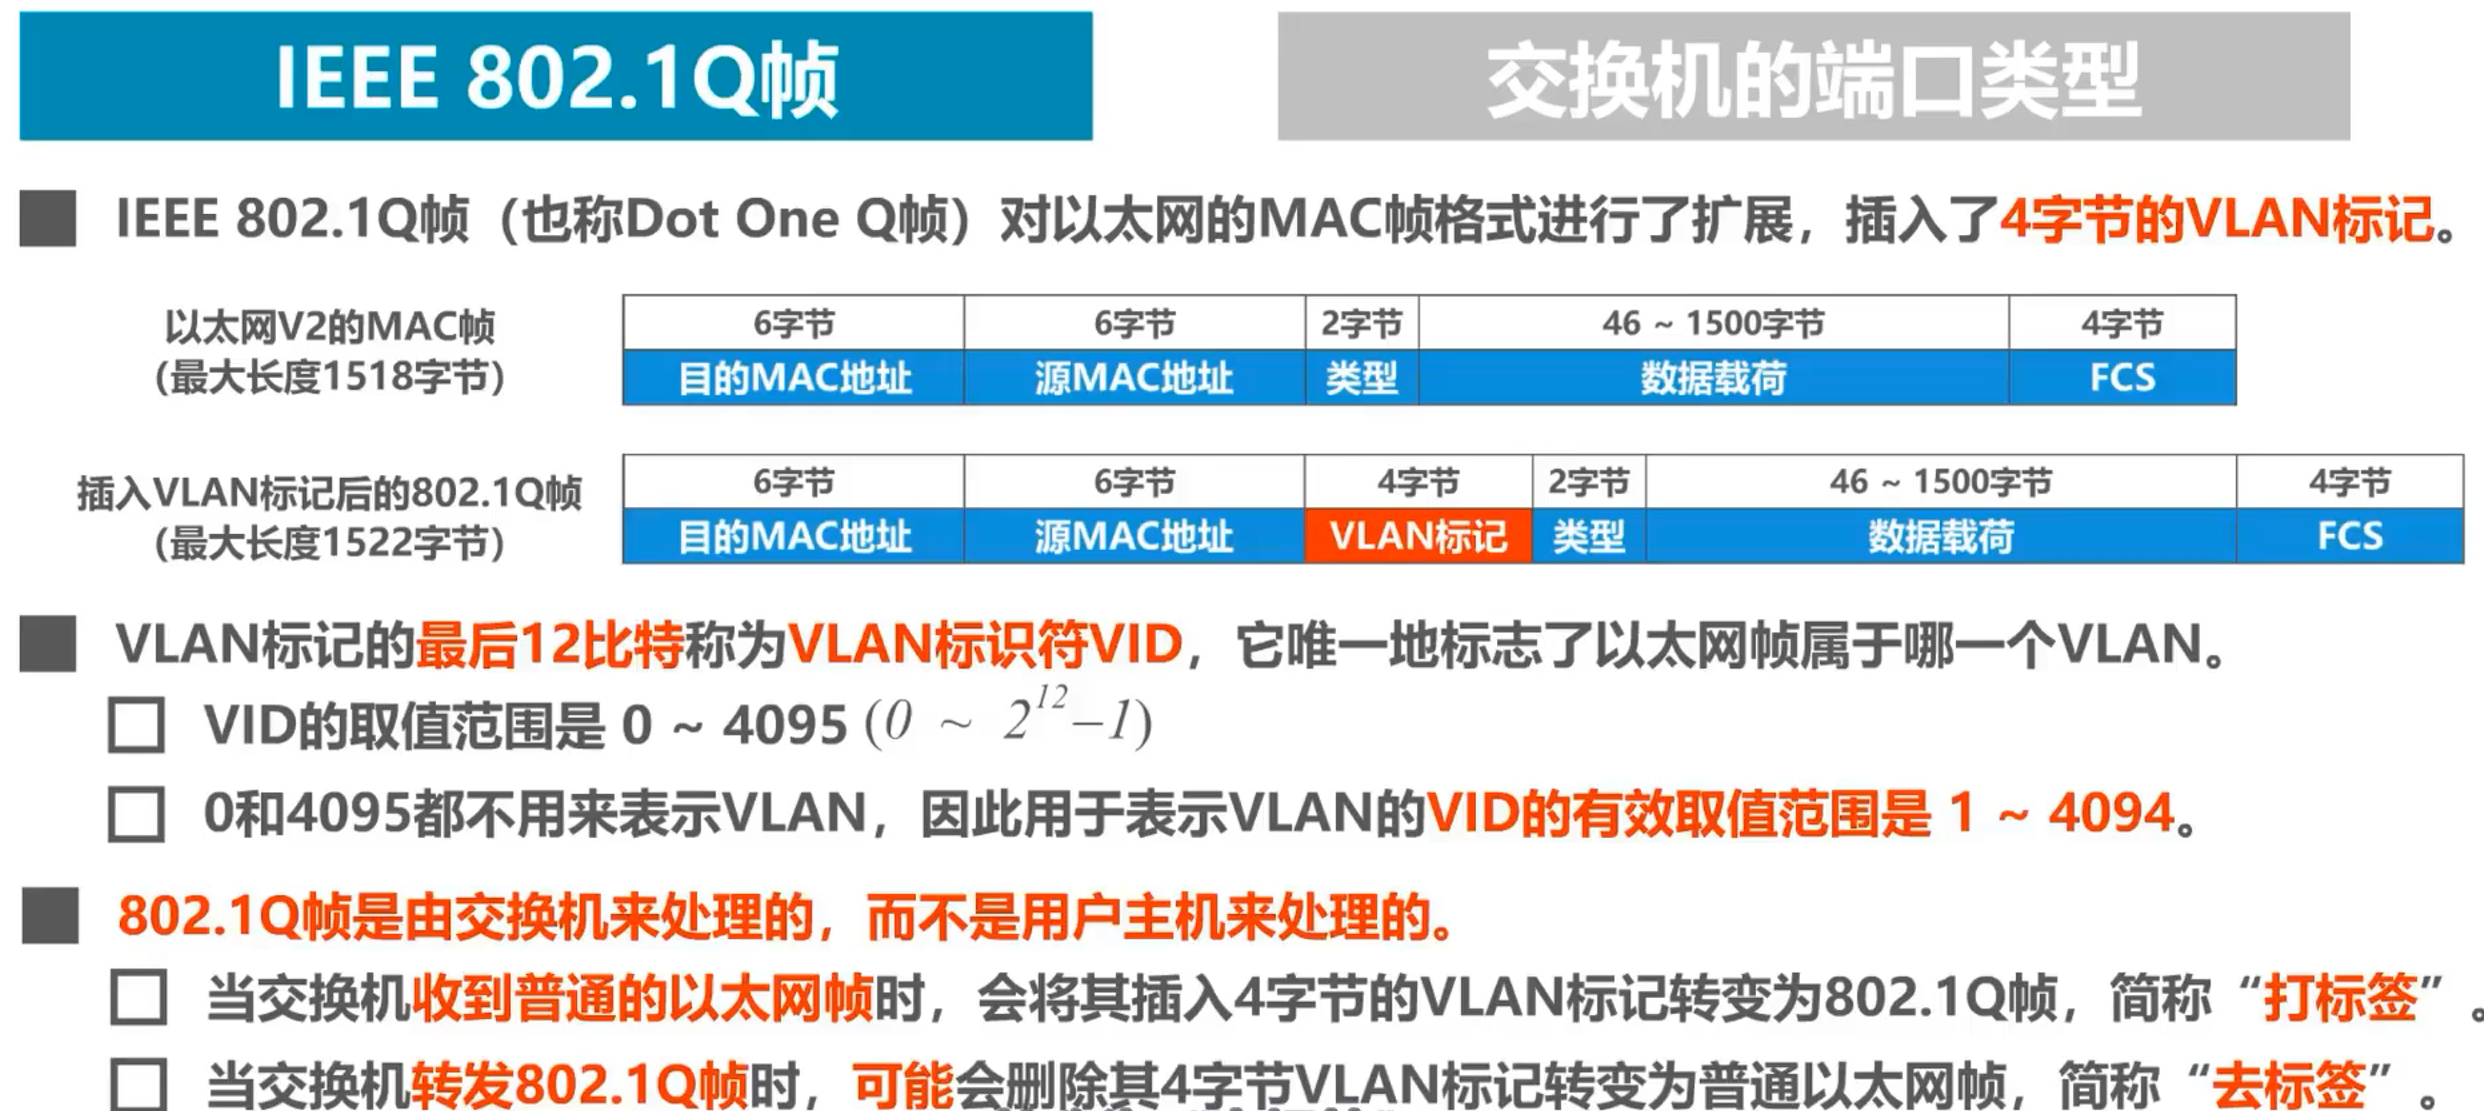 IEEE 802.1Q帧
交换机的端口类型
IEEE 802.1Q帧（也称Dot One Q帧）对以太网的MAC帧格式进行了扩展，插入了4字节的VLAN标记。
以太网V2的MAC帧
（最大长度1518字节）
6字节 6字节 2字节 46 ~ 1500字节 4字节
目的MAC地址 源MAC地址 类型 数据载荷 FCS
插入VLAN标记后的802.1Q帧
（最大长度1522字节）
6字节 6字节 4字节 2字节 46 ~ 1500字节 4字节
目的MAC地址 源MAC地址 VLAN标记 类型 数据载荷 FCS
VLAN标记的最后12比特称为VLAN标识符VID，它唯一地标志了以太网帧属于哪一个VLAN。
VID的取值范围是 0 ~ 4095 (0 ~ 2^12−1)
0和4095都不用来表示VLAN，因此用于表示VLAN的VID的有效取值范围是 1 ~ 4094。
802.1Q帧是由交换机来处理的，而不是用户主机来处理的。
当交换机收到普通的以太网帧时，会将其插入4字节的VLAN标记转变为802.1Q帧，简称“打标签”。
当交换机转发802.1Q帧时，可能会删除其4字节VLAN标记转变为普通以太网帧，简称“去标签”。